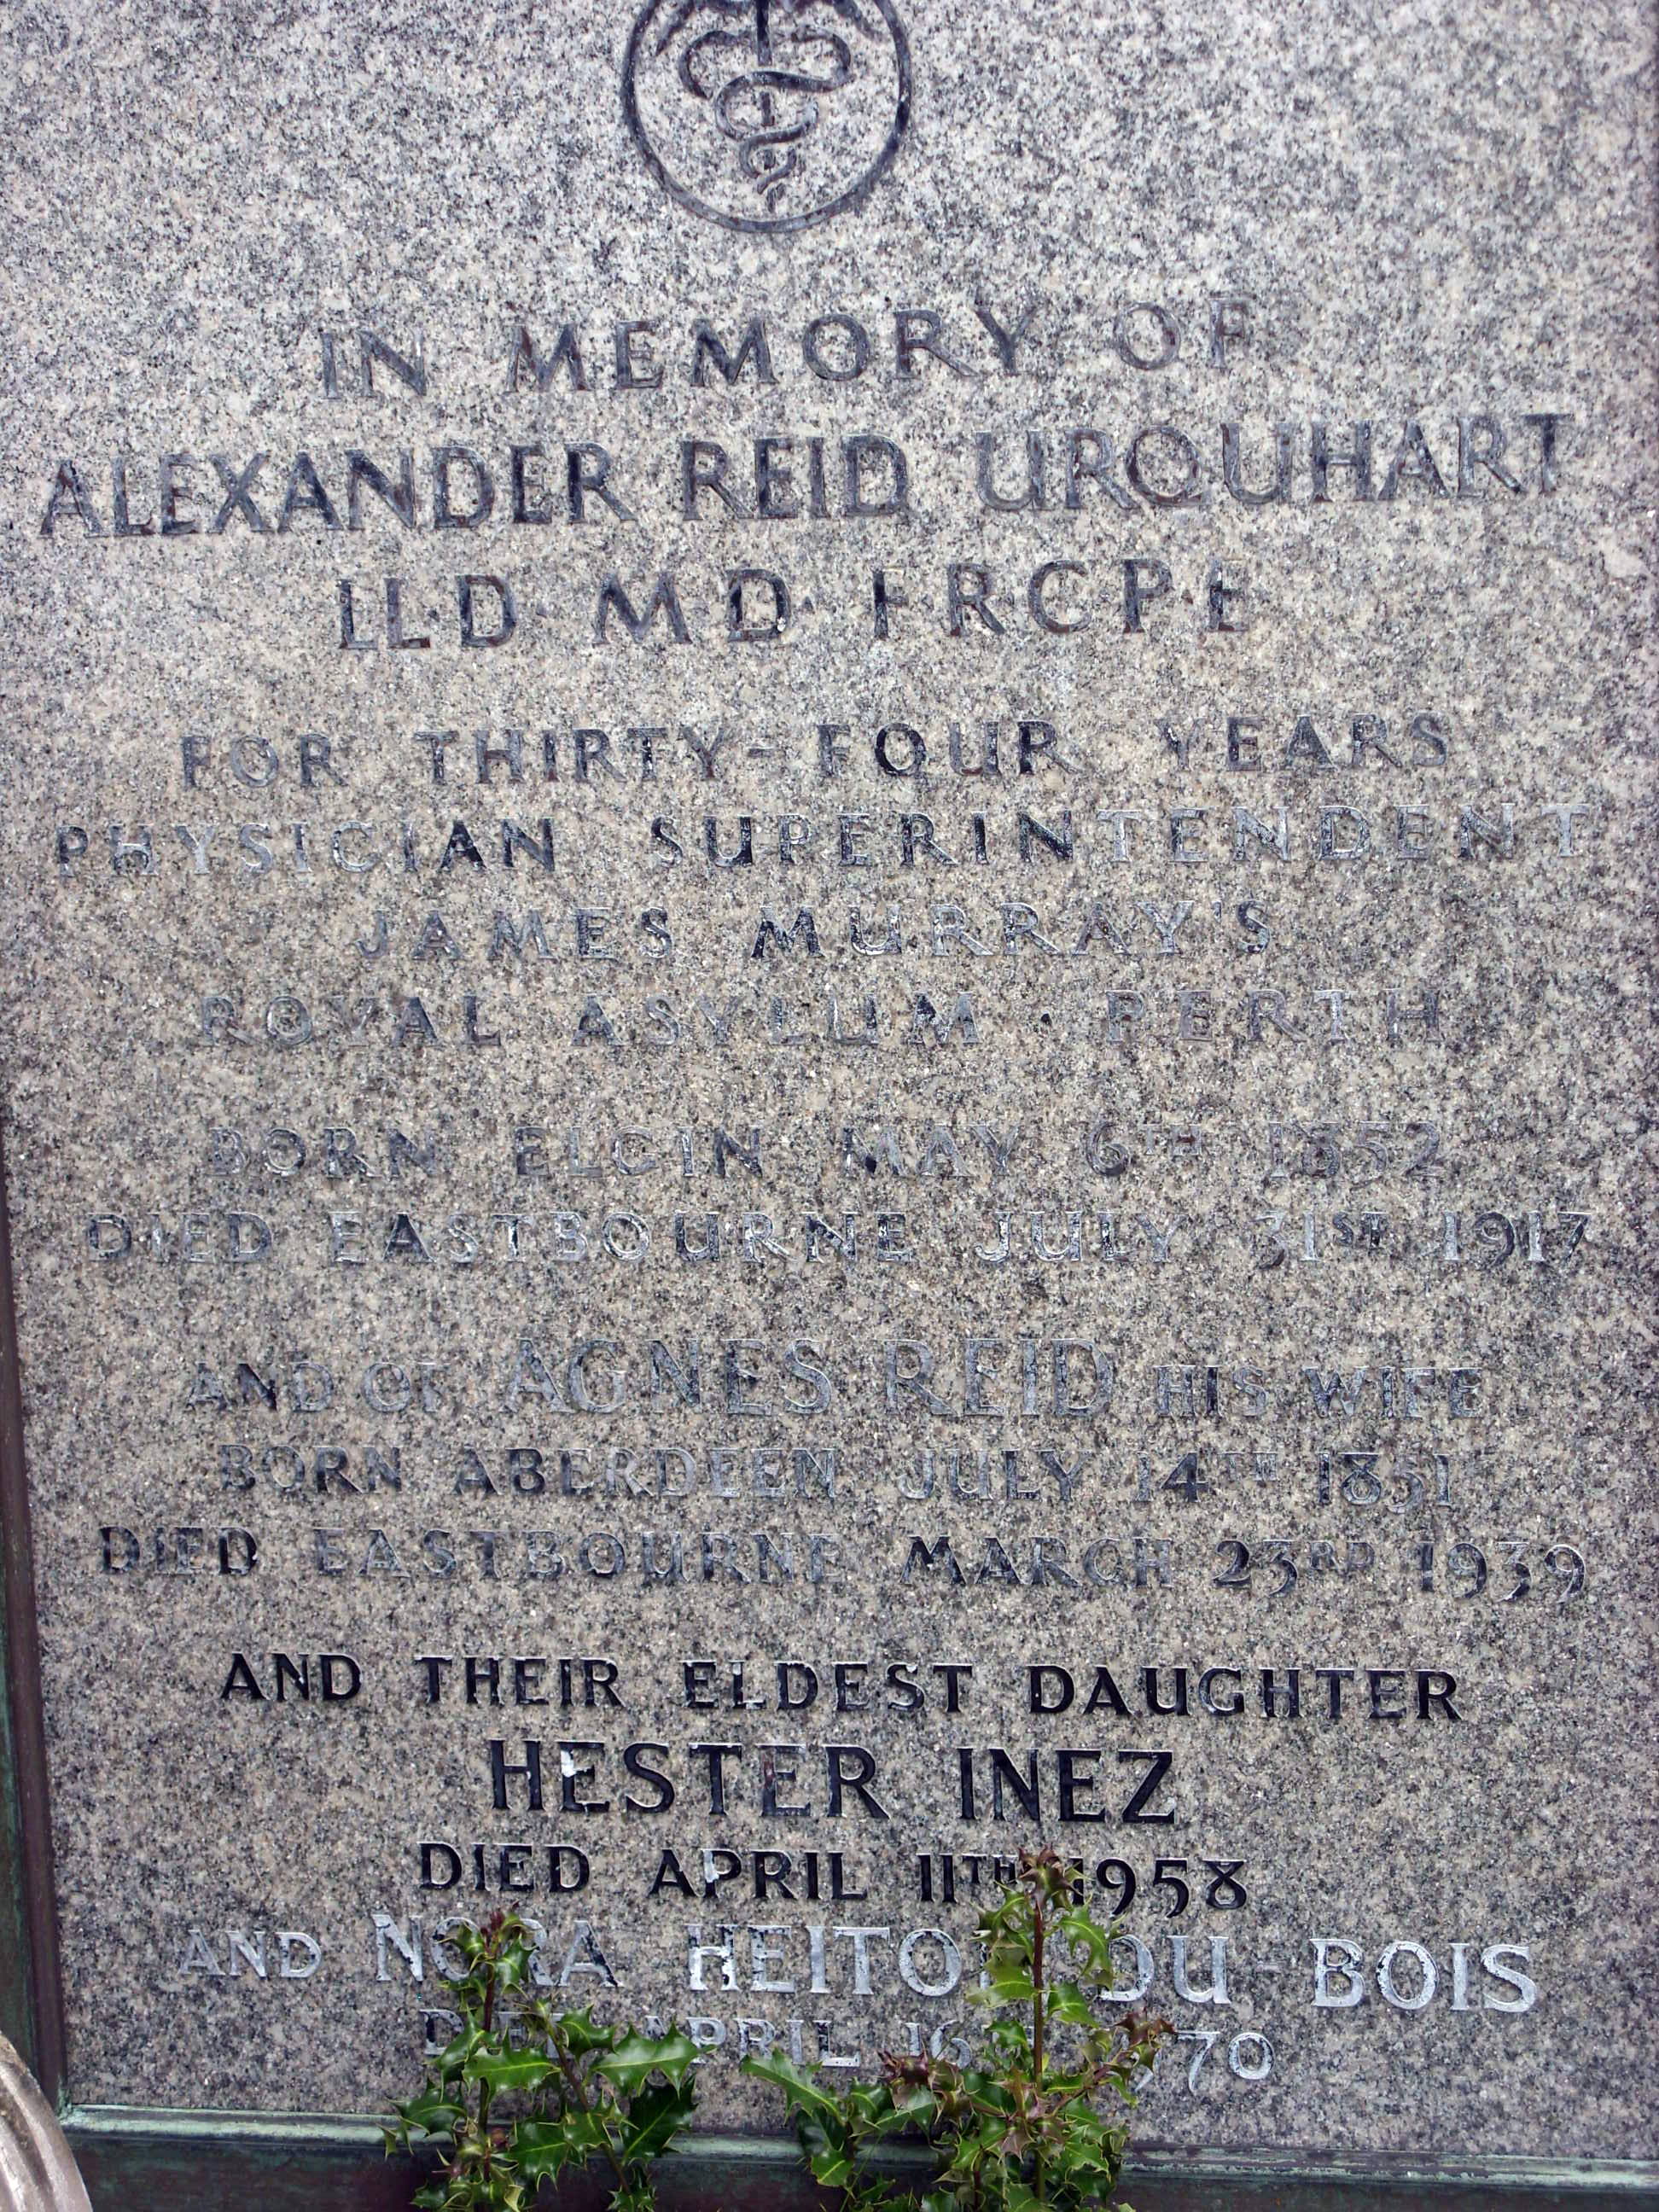 IN MEMORY OF
ALEXANDER REID URQUHART
LLD · MD · FRCPE
FOR THIRTY-FOUR YEARS
PHYSICIAN SUPERINTENDENT
JAMES MURRAY'S
ROYAL ASYLUM · PERTH
BORN ELGIN MAY 6TH 1852
DIED EASTBOURNE JULY 31ST 1917
AND OF AGNES REID HIS WIFE
BORN ABERDEEN JULY 14TH 1851
DIED EASTBOURNE MARCH 23RD 1939
AND THEIR ELDEST DAUGHTER
HESTER INEZ
DIED APRIL 11TH 1958
AND NORA DU-BOIS
DIED APRIL